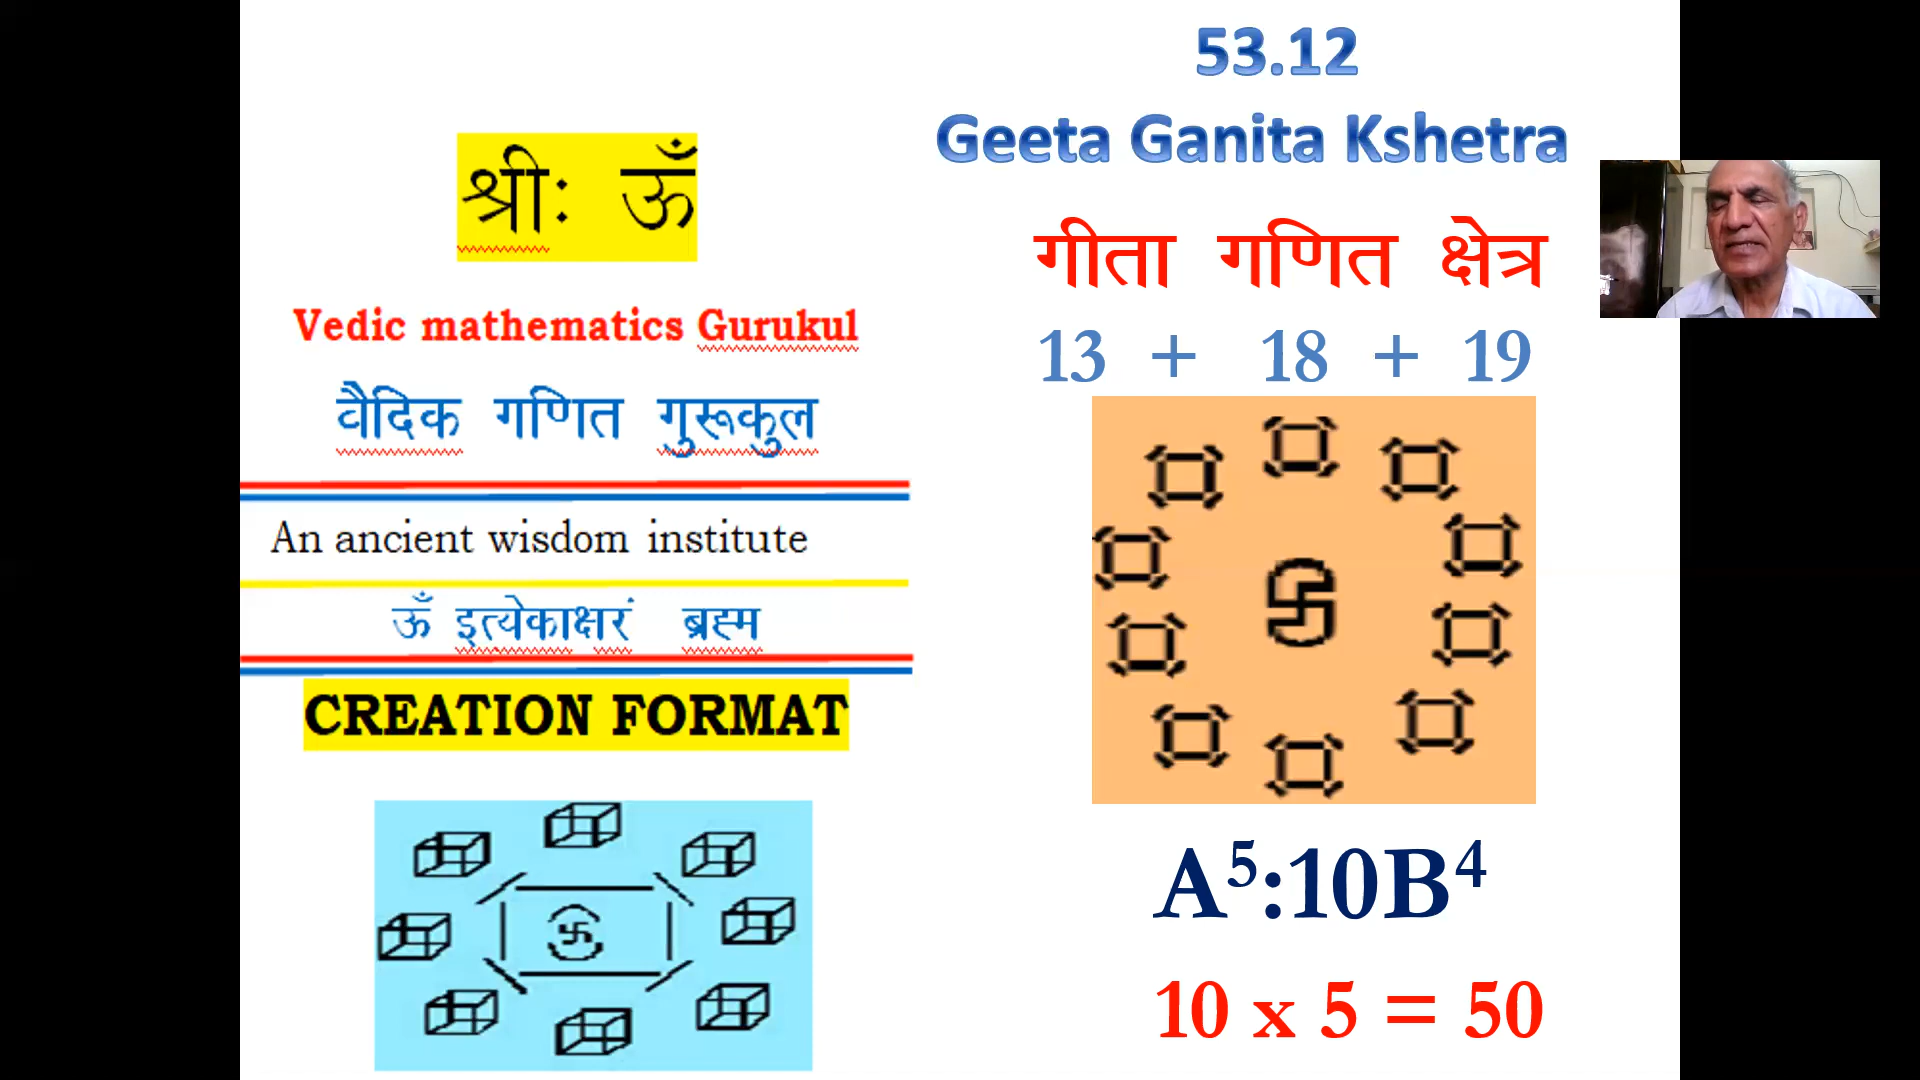 श्रीः ऊँ
Vedic mathematics Gurukul
वैदिक गणित गुरूकुल
An ancient wisdom institute
ऊँ इत्येकाक्षरं ब्रह्म
CREATION FORMAT
53.12
Geeta Ganita Kshetra
गीता गणित क्षेत्र
13 + 18 + 19
A⁵:10B⁴
10 x 5 = 50